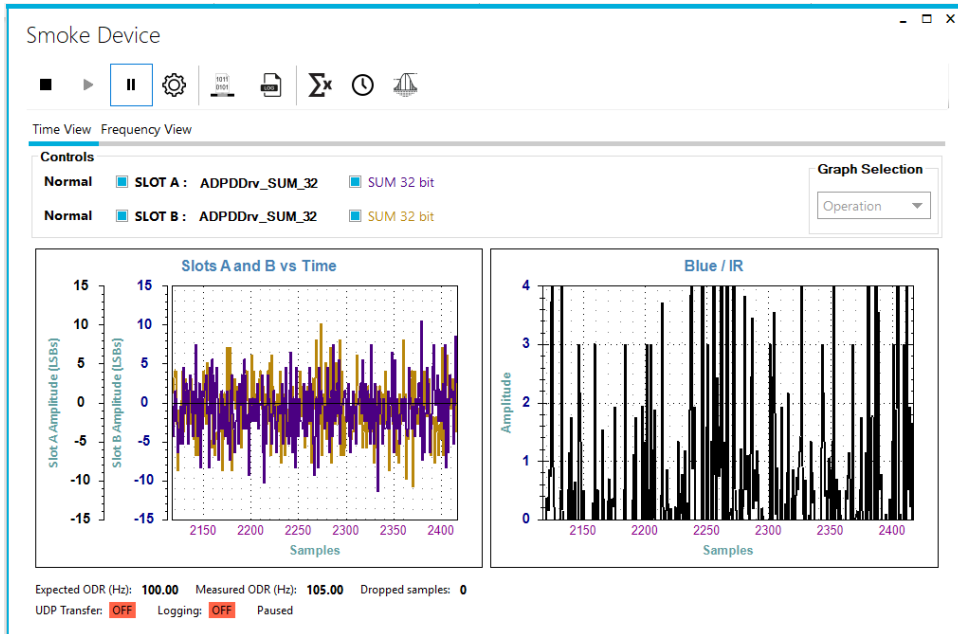 Smoke Device
1011
0101
LOG
Σx
Time View Frequency View
Controls
Normal SLOT A : ADPDDrv_SUM_32 SUM 32 bit
Normal SLOT B : ADPDDrv_SUM_32 SUM 32 bit
Graph Selection
Operation
Slots A and B vs Time
Slot A Amplitude (LSBs)
15
10
5
0
-5
-10
-15
Slot B Amplitude (LSBs)
15
10
5
0
-5
-10
-15
2150 2200 2250 2300 2350 2400
Samples
Blue / IR
Amplitude
4
3
2
1
0
2150 2200 2250 2300 2350 2400
Samples
Expected ODR (Hz): 100.00 Measured ODR (Hz): 105.00 Dropped samples: 0
UDP Transfer: OFF Logging: OFF Paused